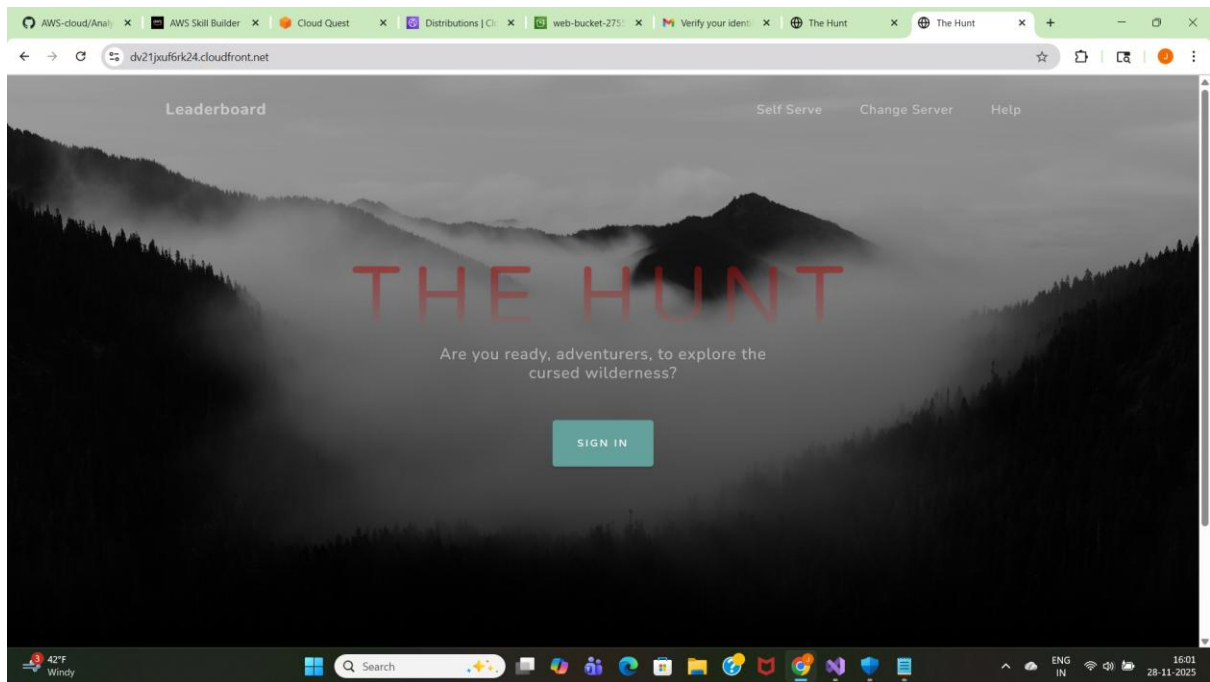 AWS-cloud/Analy
AWS Skill Builder
Cloud Quest
Distributions | Clo
web-bucket-275
Verify your identi
The Hunt
The Hunt
dv21jxuf6rk24.cloudfront.net
J
Leaderboard
Self Serve
Change Server
Help
THE HUNT
Are you ready, adventurers, to explore the
cursed wilderness?
SIGN IN
3
42°F
Windy
Search
ENG
IN
16:01
28-11-2025